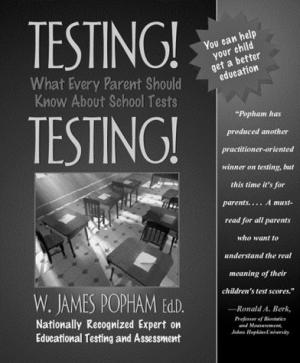 TESTING!
What Every Parent Should
Know About School Tests
TESTING!
You can help
your child
get a better
education
"Popham has
produced another
practitioner-oriented
winner on testing, but
this time it's for
parents. . . . A must-
read for all parents
who want to
understand the real
meaning of their
children's test scores."
—Ronald A. Berk,
Professor of Biostatics
and Measurement,
Johns Hopkins University
W. JAMES POPHAM Ed.D.
Nationally Recognized Expert on
Educational Testing and Assessment